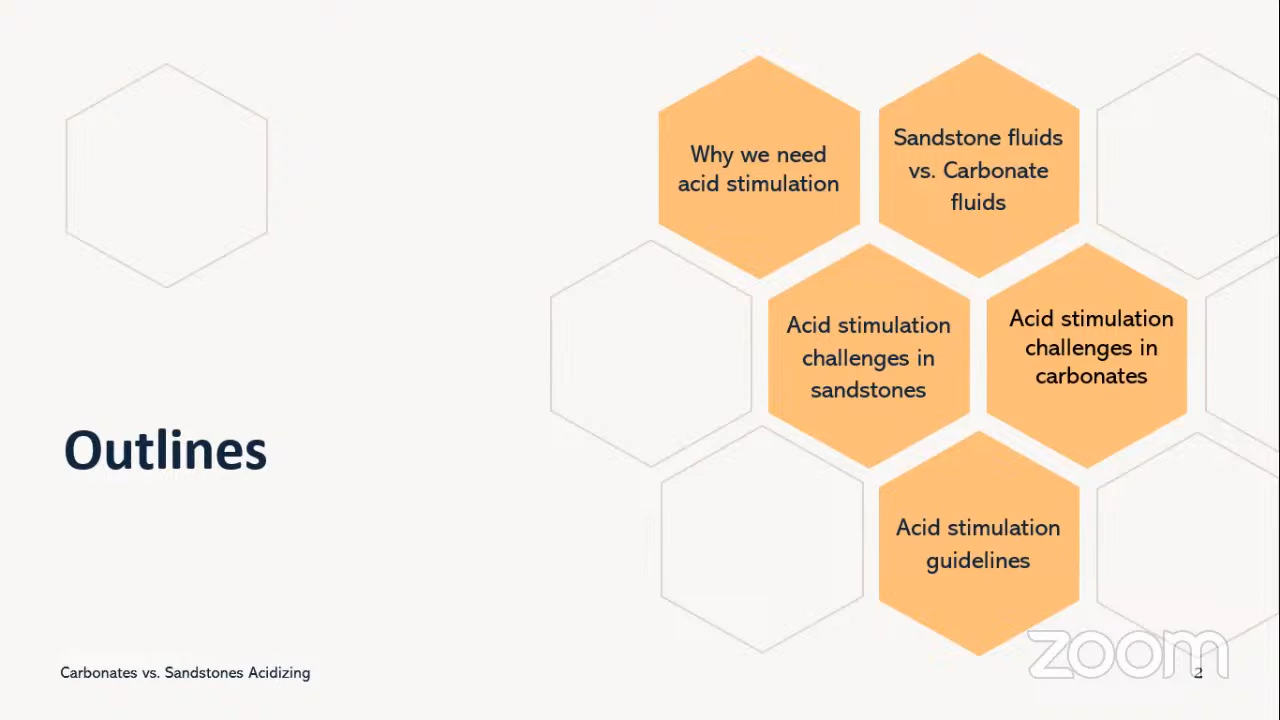 Why we need
acid stimulation
Sandstone fluids
vs. Carbonate
fluids
Acid stimulation
challenges in
sandstones
Acid stimulation
challenges in
carbonates
Outlines
Acid stimulation
guidelines
Carbonates vs. Sandstones Acidizing
zoom
2